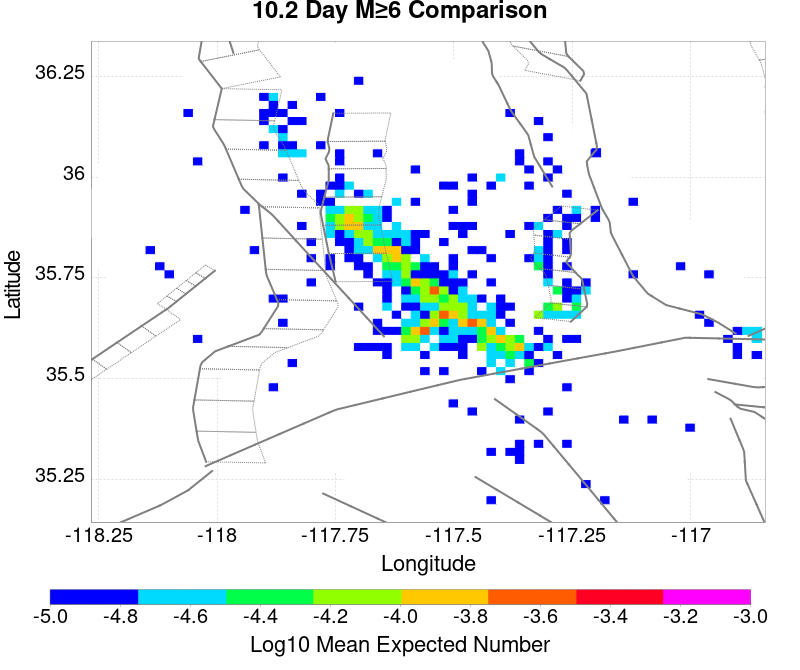 10.2 Day M≥6 Comparison
36.25
36
35.75
35.5
35.25
Latitude
-118.25 -118 -117.75 -117.5 -117.25 -117
Longitude
-5.0 -4.8 -4.6 -4.4 -4.2 -4.0 -3.8 -3.6 -3.4 -3.2 -3.0
Log10 Mean Expected Number